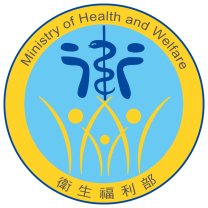 Ministry of Health and Welfare
衛生福利部